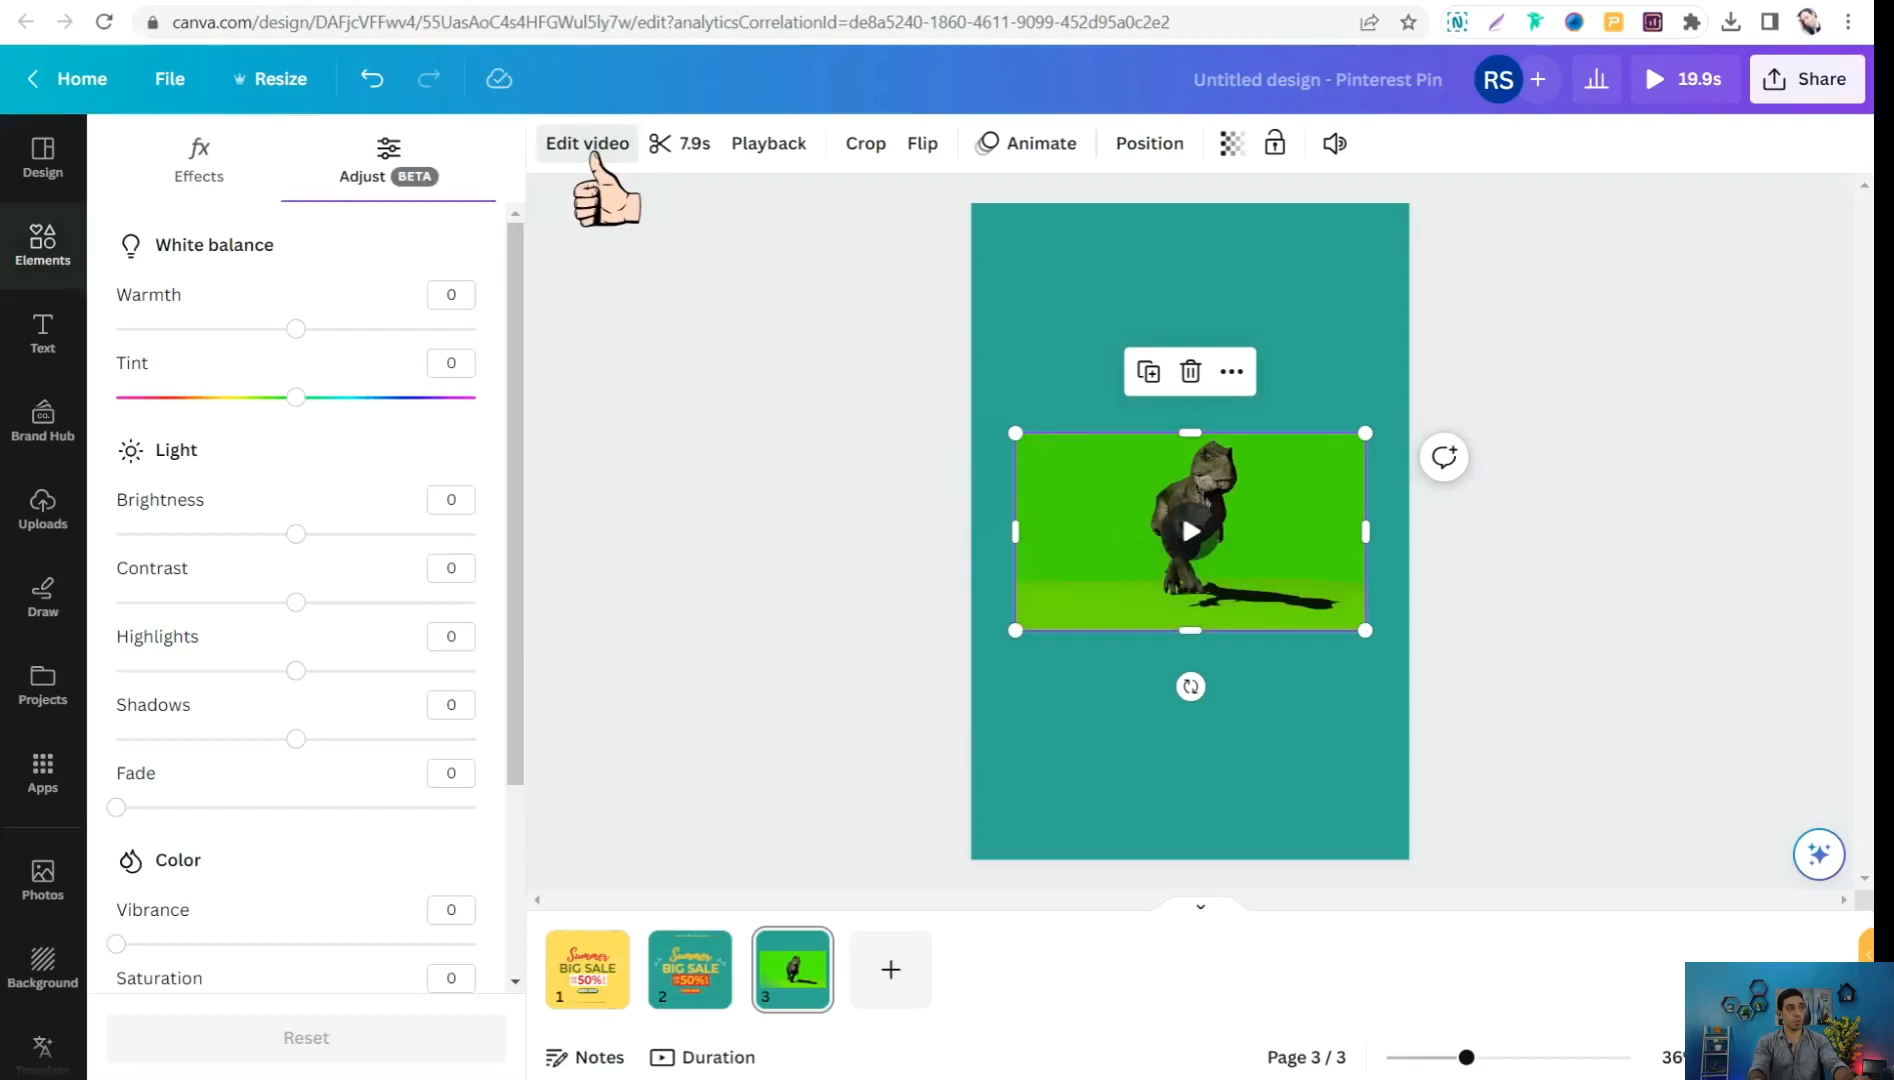 canva.com/design/DAFjcVFFwv4/55UasAoC4s4HFGWul5ly7w/edit?analyticsCorrelationId=de8a5240-1860-4611-9099-452d95a0c2e2
Home
File
Resize
Untitled design - Pinterest Pin
RS
19.9s
Share
Design
Elements
Text
Brand Hub
Uploads
Draw
Projects
Apps
Photos
Background
Translate
fx
Effects
Adjust BETA
White balance
Warmth 0
Tint 0
Light
Brightness 0
Contrast 0
Highlights 0
Shadows 0
Fade 0
Color
Vibrance 0
Saturation 0
Reset
Edit video
7.9s
Playback
Crop
Flip
Animate
Position
Summer
BIG SALE
50%
1
Summer
BIG SALE
50%
2
3
Notes
Duration
Page 3 / 3